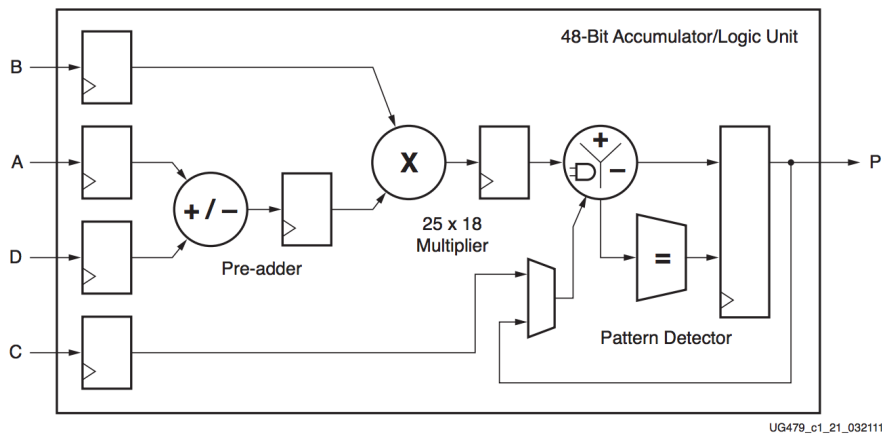 48-Bit Accumulator/Logic Unit
B
A
X
+
–
P
+ / –
25 x 18
Multiplier
D
Pre-adder
=
Pattern Detector
C
UG479_c1_21_032111